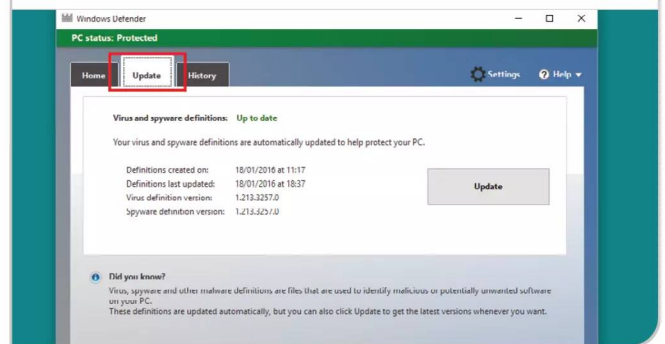 Windows Defender
PC status: Protected
Home
Update
History
Settings
Help
Virus and spyware definitions: Up to date
Your virus and spyware definitions are automatically updated to help protect your PC.
Definitions created on: 18/01/2016 at 11:17
Definitions last updated: 18/01/2016 at 18:37
Virus definition version: 1.213.3257.0
Spyware definition version: 1.213.3257.0
Update
Did you know?
Virus, spyware and other malware definitions are files that are used to identify malicious or potentially unwanted software
on your PC.
These definitions are updated automatically, but you can also click Update to get the latest versions whenever you want.